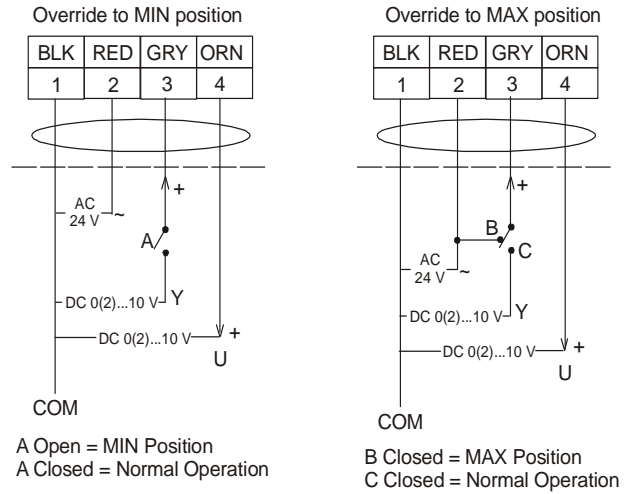 Override to MIN position
BLK RED GRY ORN
1 2 3 4
+
AC
24 V ~
A
DC 0(2)...10 V Y
DC 0(2)...10 V +
U
COM
A Open = MIN Position
A Closed = Normal Operation
Override to MAX position
BLK RED GRY ORN
1 2 3 4
+
B
C
AC
24 V ~
DC 0(2)...10 V Y
DC 0(2)...10 V +
U
COM
B Closed = MAX Position
C Closed = Normal Operation